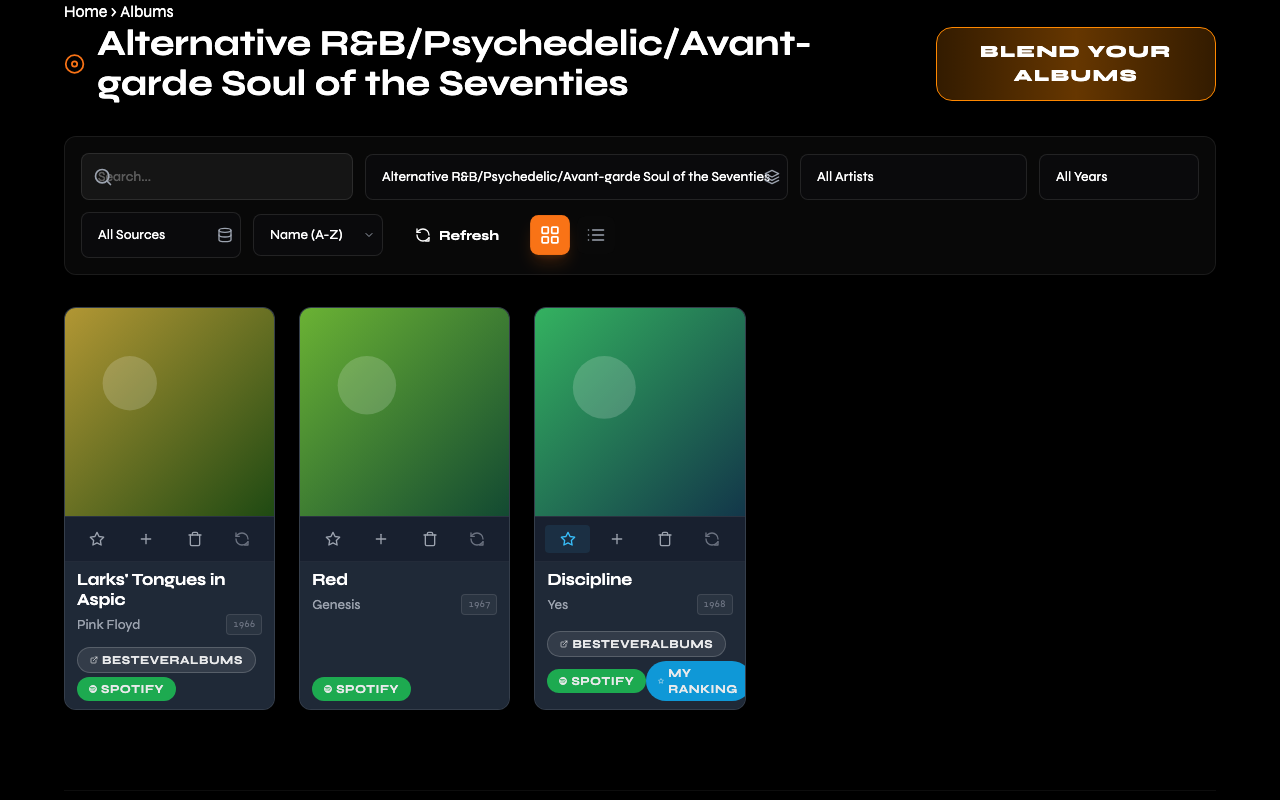 Home › Albums
Alternative R&B/Psychedelic/Avant-
garde Soul of the Seventies
BLEND YOUR
ALBUMS
Search...
Alternative R&B/Psychedelic/Avant-garde Soul of the Seventies
All Artists
All Years
All Sources
Name (A-Z)
Refresh
Larks' Tongues in
Aspic
Pink Floyd
1966
BESTEVERALBUMS
SPOTIFY
Red
Genesis
1967
SPOTIFY
Discipline
Yes
1968
BESTEVERALBUMS
SPOTIFY
MY
RANKING